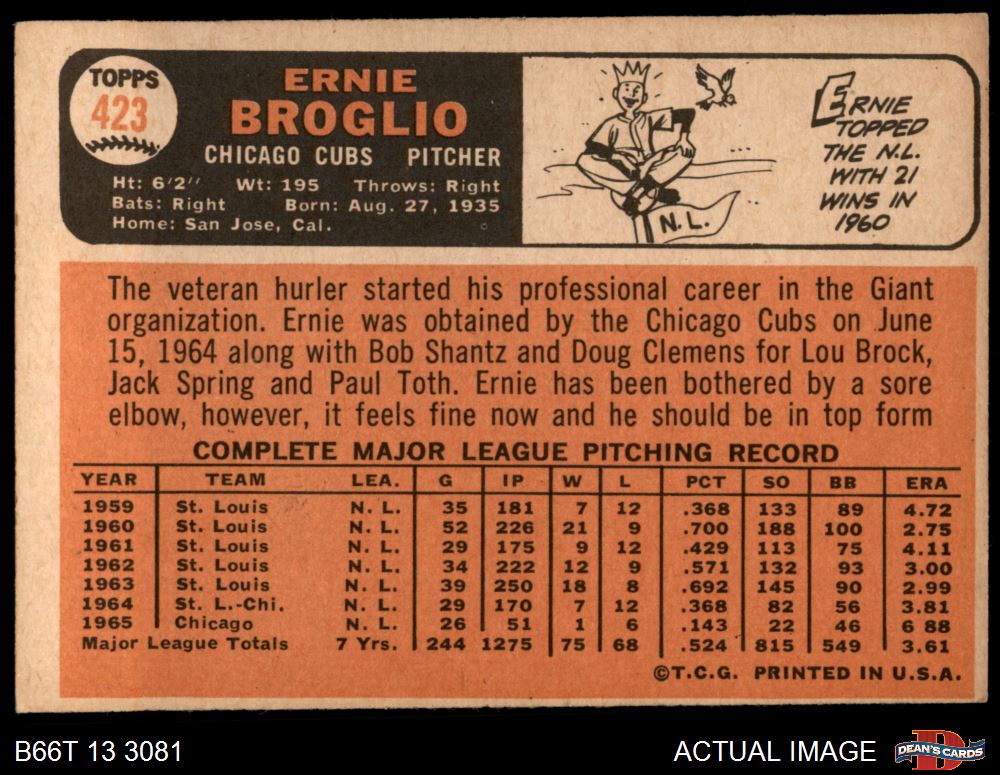 TOPPS
423
ERNIE
BROGLIO
CHICAGO CUBS PITCHER
Ht: 6'2" Wt: 195 Throws: Right
Bats: Right Born: Aug. 27, 1935
Home: San Jose, Cal.
N.L.
ERNIE
TOPPED
THE N.L.
WITH 21
WINS IN
1960
The veteran hurler started his professional career in the Giant
organization. Ernie was obtained by the Chicago Cubs on June
15, 1964 along with Bob Shantz and Doug Clemens for Lou Brock,
Jack Spring and Paul Toth. Ernie has been bothered by a sore
elbow, however, it feels fine now and he should be in top form
COMPLETE MAJOR LEAGUE PITCHING RECORD
YEAR TEAM LEA. G IP W L PCT SO BB ERA
1959 St. Louis N. L. 35 181 7 12 .368 133 89 4.72
1960 St. Louis N. L. 52 226 21 9 .700 188 100 2.75
1961 St. Louis N. L. 29 175 9 12 .429 113 75 4.11
1962 St. Louis N. L. 34 222 12 9 .571 132 93 3.00
1963 St. Louis N. L. 39 250 18 8 .692 145 90 2.99
1964 St. L.-Chi. N. L. 29 170 7 12 .368 82 56 3.81
1965 Chicago N. L. 26 51 1 6 .143 22 46 6 88
Major League Totals 7 Yrs. 244 1275 75 68 .524 815 549 3.61
©T.C.G. PRINTED IN U.S.A.
B66T 13 3081
ACTUAL IMAGE
DEAN'S CARDS